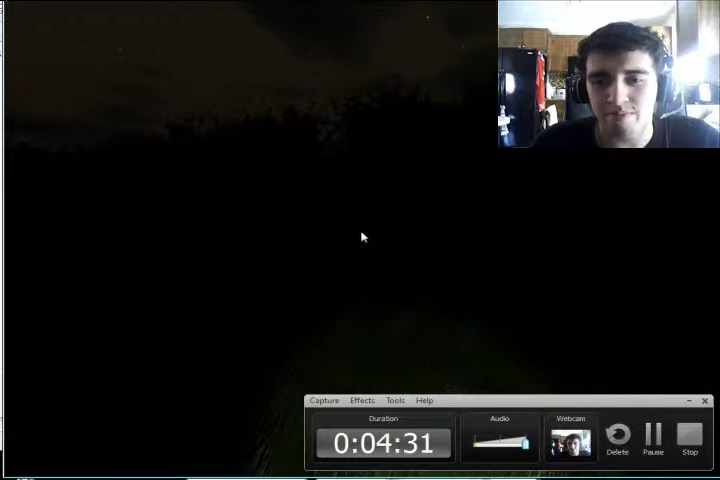 Capture Effects Tools Help
Duration Audio Webcam
0:04:31
Delete Pause Stop